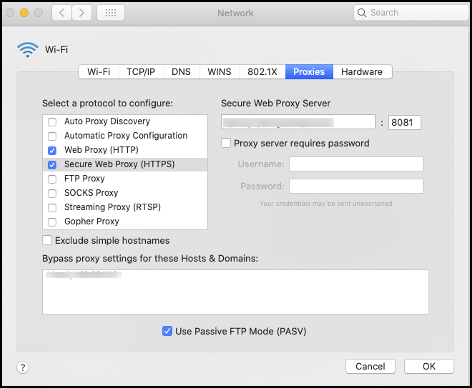 Network
Search
Wi-Fi
Wi-Fi TCP/IP DNS WINS 802.1X Proxies Hardware
Select a protocol to configure:
Auto Proxy Discovery
Automatic Proxy Configuration
Web Proxy (HTTP)
Secure Web Proxy (HTTPS)
FTP Proxy
SOCKS Proxy
Streaming Proxy (RTSP)
Gopher Proxy
Exclude simple hostnames
Secure Web Proxy Server
: 8081
Proxy server requires password
Username:
Password:
Your credentials may be sent unencrypted
Bypass proxy settings for these Hosts & Domains:
Use Passive FTP Mode (PASV)
?
Cancel OK